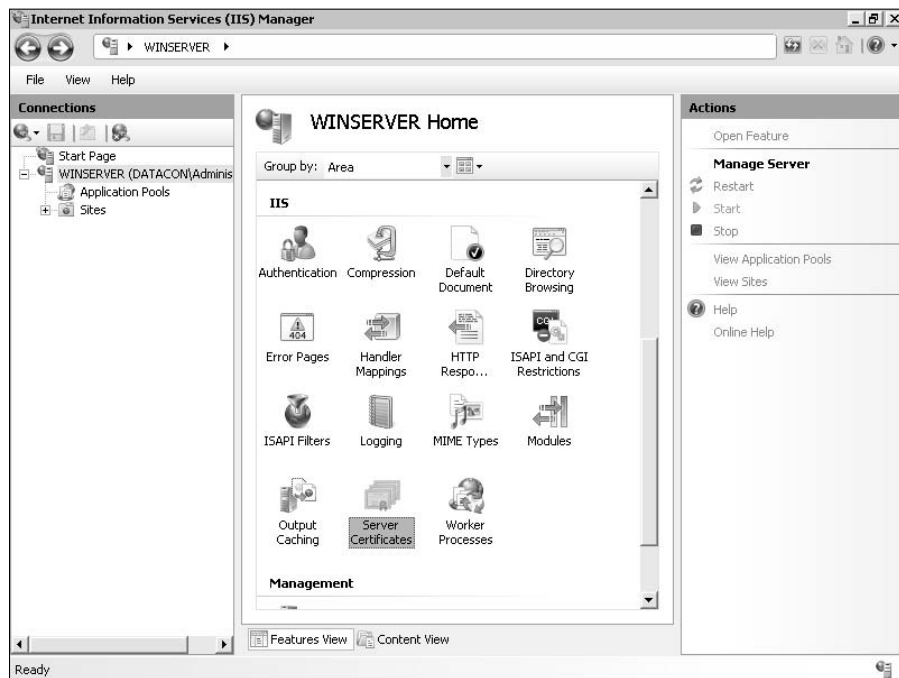 Internet Information Services (IIS) Manager
WINSERVER
File View Help
Connections
Start Page
WINSERVER (DATACON\Adminis
Application Pools
Sites
WINSERVER Home
Group by: Area
IIS
Authentication
Compression
Default Document
Directory Browsing
Error Pages
404
Handler Mappings
HTTP Respo...
CGI
ISAPI and CGI Restrictions
ISAPI Filters
Logging
MIME Types
Modules
Output Caching
Server Certificates
Worker Processes
Management
Features View
Content View
Actions
Open Feature
Manage Server
Restart
Start
Stop
View Application Pools
View Sites
Help
Online Help
Ready